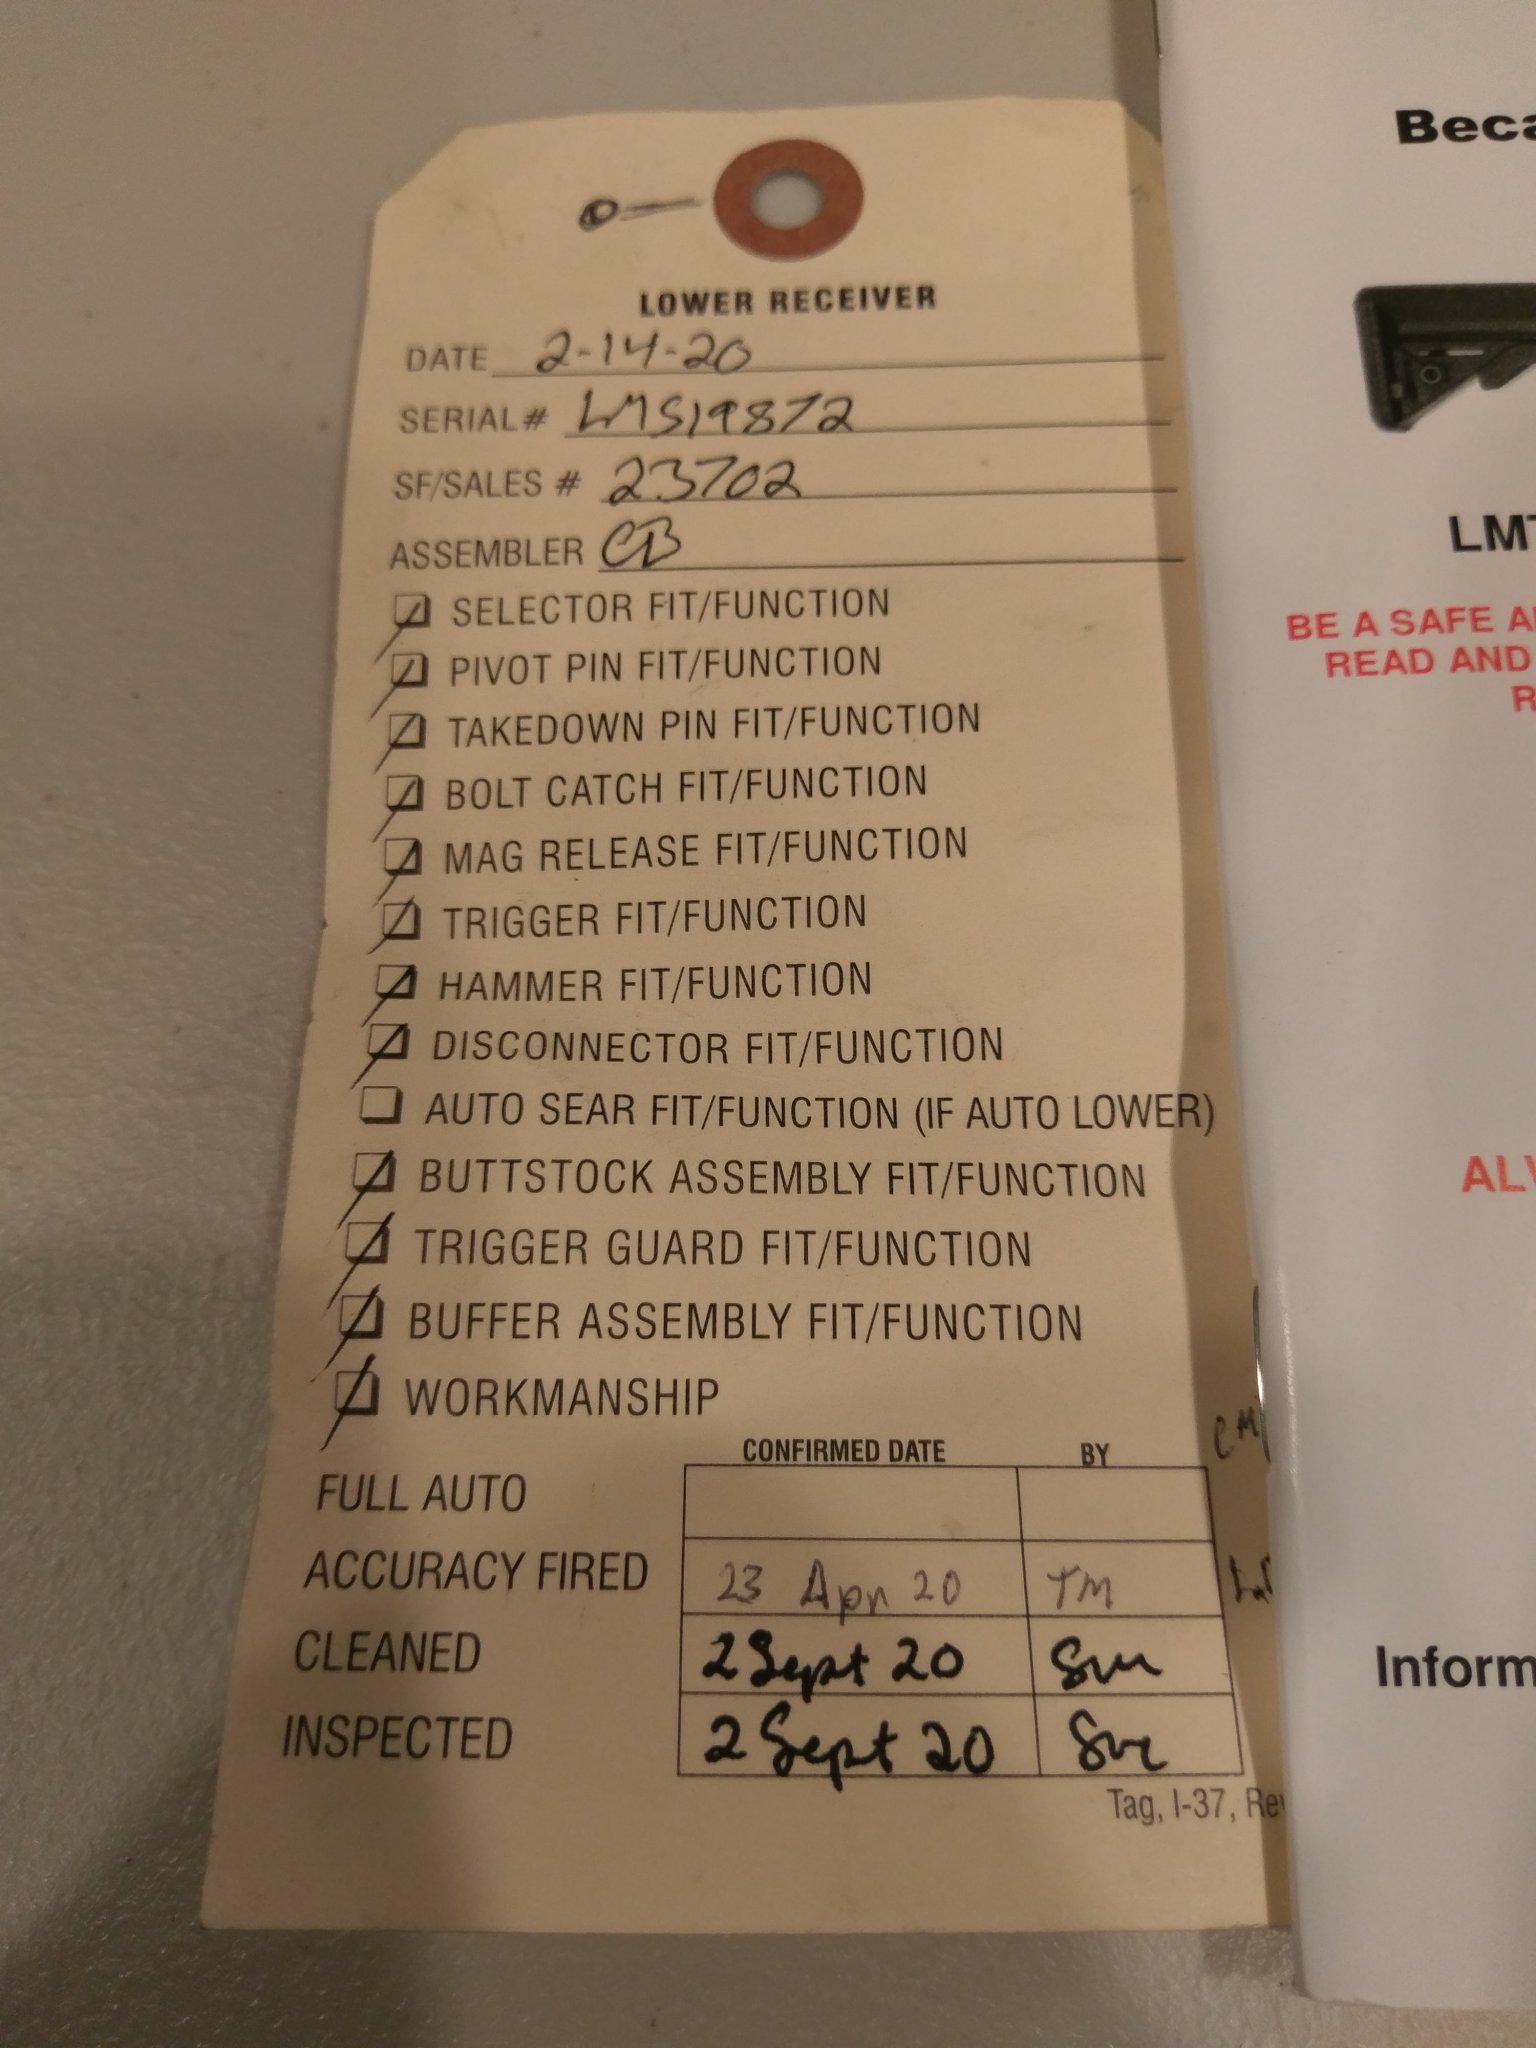 LOWER RECEIVER
DATE 2-14-20
SERIAL# LMS19872
SF/SALES # 23702
ASSEMBLER CB
SELECTOR FIT/FUNCTION
PIVOT PIN FIT/FUNCTION
TAKEDOWN PIN FIT/FUNCTION
BOLT CATCH FIT/FUNCTION
MAG RELEASE FIT/FUNCTION
TRIGGER FIT/FUNCTION
HAMMER FIT/FUNCTION
DISCONNECTOR FIT/FUNCTION
AUTO SEAR FIT/FUNCTION (IF AUTO LOWER)
BUTTSTOCK ASSEMBLY FIT/FUNCTION
TRIGGER GUARD FIT/FUNCTION
BUFFER ASSEMBLY FIT/FUNCTION
WORKMANSHIP
CONFIRMED DATE BY
FULL AUTO
ACCURACY FIRED 23 Apr 20 TM
CLEANED 2 Sept 20
INSPECTED 2 Sept 20
Tag, I-37, Rev
Beca
LMT
BE A SAFE A
READ AND
R
AL
Inform